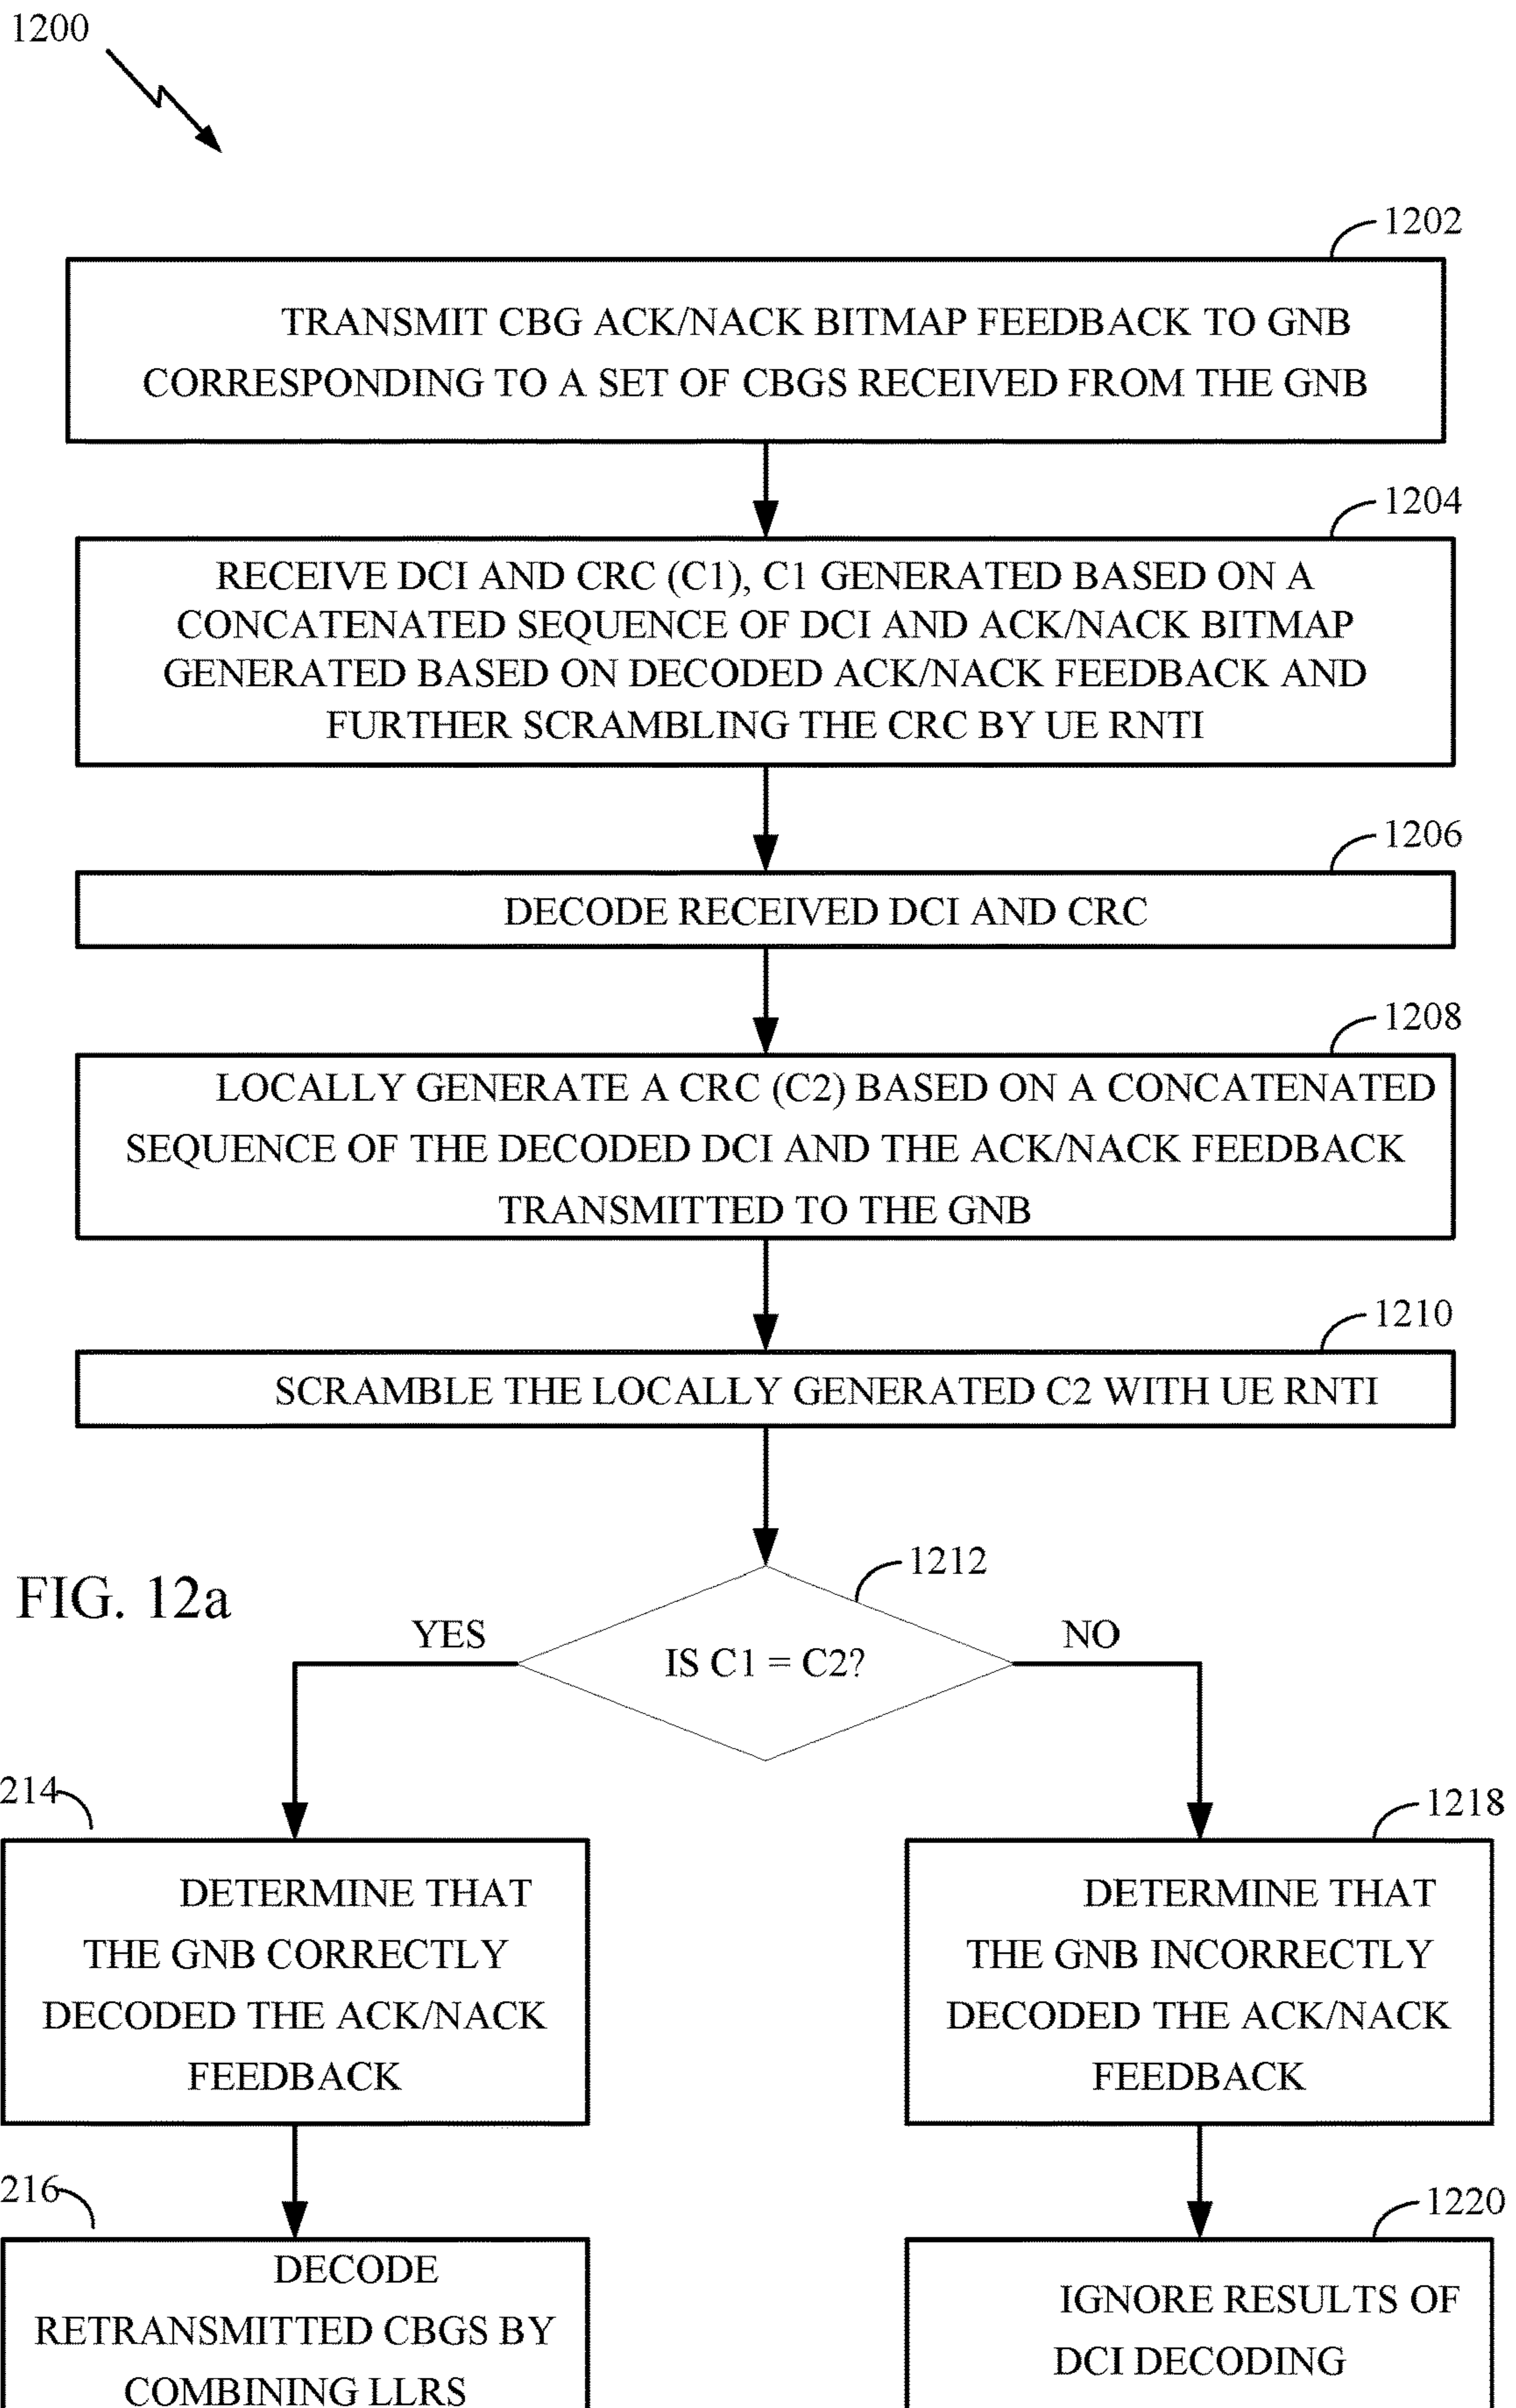 1200
1202
TRANSMIT CBG ACK/NACK BITMAP FEEDBACK TO GNB
CORRESPONDING TO A SET OF CBGS RECEIVED FROM THE GNB
1204
RECEIVE DCI AND CRC (C1), C1 GENERATED BASED ON A
CONCATENATED SEQUENCE OF DCI AND ACK/NACK BITMAP
GENERATED BASED ON DECODED ACK/NACK FEEDBACK AND
FURTHER SCRAMBLING THE CRC BY UE RNTI
1206
DECODE RECEIVED DCI AND CRC
1208
LOCALLY GENERATE A CRC (C2) BASED ON A CONCATENATED
SEQUENCE OF THE DECODED DCI AND THE ACK/NACK FEEDBACK
TRANSMITTED TO THE GNB
1210
SCRAMBLE THE LOCALLY GENERATED C2 WITH UE RNTI
1212
FIG. 12a
YES
IS C1 = C2?
NO
214
DETERMINE THAT
THE GNB CORRECTLY
DECODED THE ACK/NACK
FEEDBACK
1218
DETERMINE THAT
THE GNB INCORRECTLY
DECODED THE ACK/NACK
FEEDBACK
216
DECODE
RETRANSMITTED CBGS BY
COMBINING LLRS
1220
IGNORE RESULTS OF
DCI DECODING